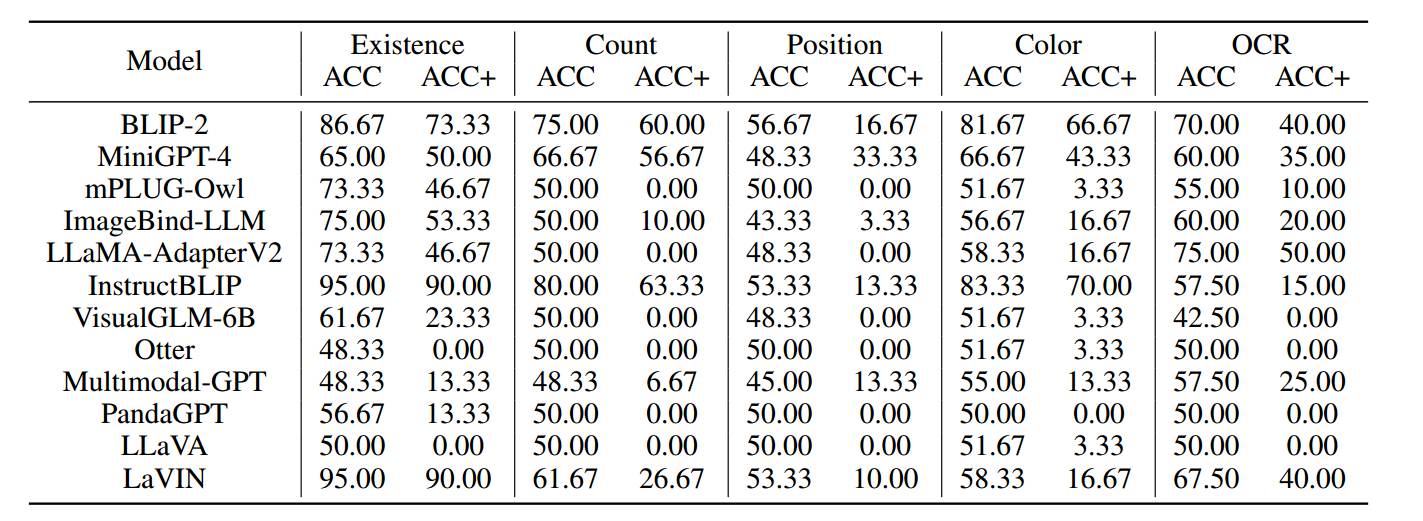 Model Existence Count Position Color OCR
ACC ACC+ ACC ACC+ ACC ACC+ ACC ACC+ ACC ACC+
BLIP-2 86.67 73.33 75.00 60.00 56.67 16.67 81.67 66.67 70.00 40.00
MiniGPT-4 65.00 50.00 66.67 56.67 48.33 33.33 66.67 43.33 60.00 35.00
mPLUG-Owl 73.33 46.67 50.00 0.00 50.00 0.00 51.67 3.33 55.00 10.00
ImageBind-LLM 75.00 53.33 50.00 10.00 43.33 3.33 56.67 16.67 60.00 20.00
LLaMA-AdapterV2 73.33 46.67 50.00 0.00 48.33 0.00 58.33 16.67 75.00 50.00
InstructBLIP 95.00 90.00 80.00 63.33 53.33 13.33 83.33 70.00 57.50 15.00
VisualGLM-6B 61.67 23.33 50.00 0.00 48.33 0.00 51.67 3.33 42.50 0.00
Otter 48.33 0.00 50.00 0.00 50.00 0.00 51.67 3.33 50.00 0.00
Multimodal-GPT 48.33 13.33 48.33 6.67 45.00 13.33 55.00 13.33 57.50 25.00
PandaGPT 56.67 13.33 50.00 0.00 50.00 0.00 50.00 0.00 50.00 0.00
LLaVA 50.00 0.00 50.00 0.00 50.00 0.00 51.67 3.33 50.00 0.00
LaVIN 95.00 90.00 61.67 26.67 53.33 10.00 58.33 16.67 67.50 40.00